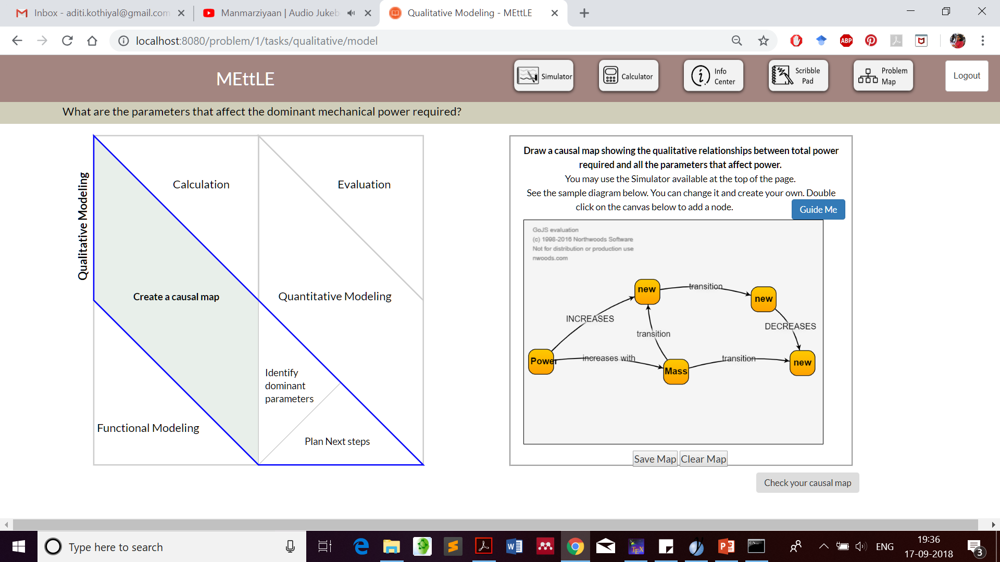 Inbox - aditi.kothiyal@gmail.com
Manmarziyaan | Audio Jukeb
Qualitative Modeling - MEttLE
localhost:8080/problem/1/tasks/qualitative/model
ABP
MEttLE
Simulator
Calculator
Info
Center
Scribble
Pad
Problem
Map
Logout
What are the parameters that affect the dominant mechanical power required?
Qualitative Modeling
Calculation
Evaluation
Create a causal map
Quantitative Modeling
Identify
dominant
parameters
Functional Modeling
Plan Next steps
Draw a causal map showing the qualitative relationships between total power
required and all the parameters that affect power.
You may use the Simulator available at the top of the page.
See the sample diagram below. You can change it and create your own. Double
click on the canvas below to add a node.
Guide Me
GoJS evaluation
(c) 1998-2016 Northwoods Software
Not for distribution or production use
nwoods.com
new
transition
new
INCREASES
DECREASES
transition
Power
increases with
Mass
transition
new
Save Map
Clear Map
Check your causal map
Type here to search
TEX
ENG
19:36
17-09-2018
3